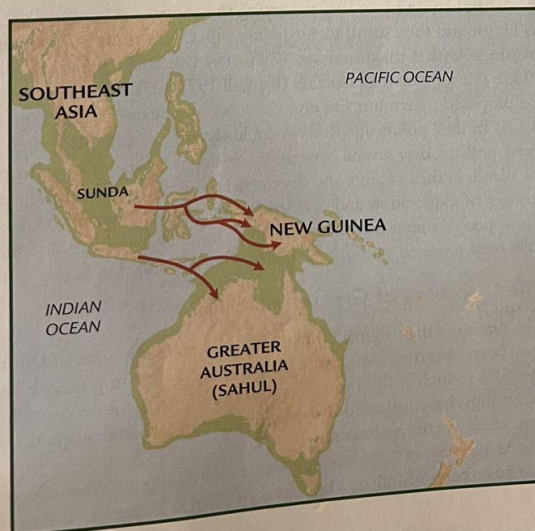 PACIFIC OCEAN
SOUTHEAST
ASIA
SUNDA
NEW GUINEA
INDIAN
OCEAN
GREATER
AUSTRALIA
(SAHUL)